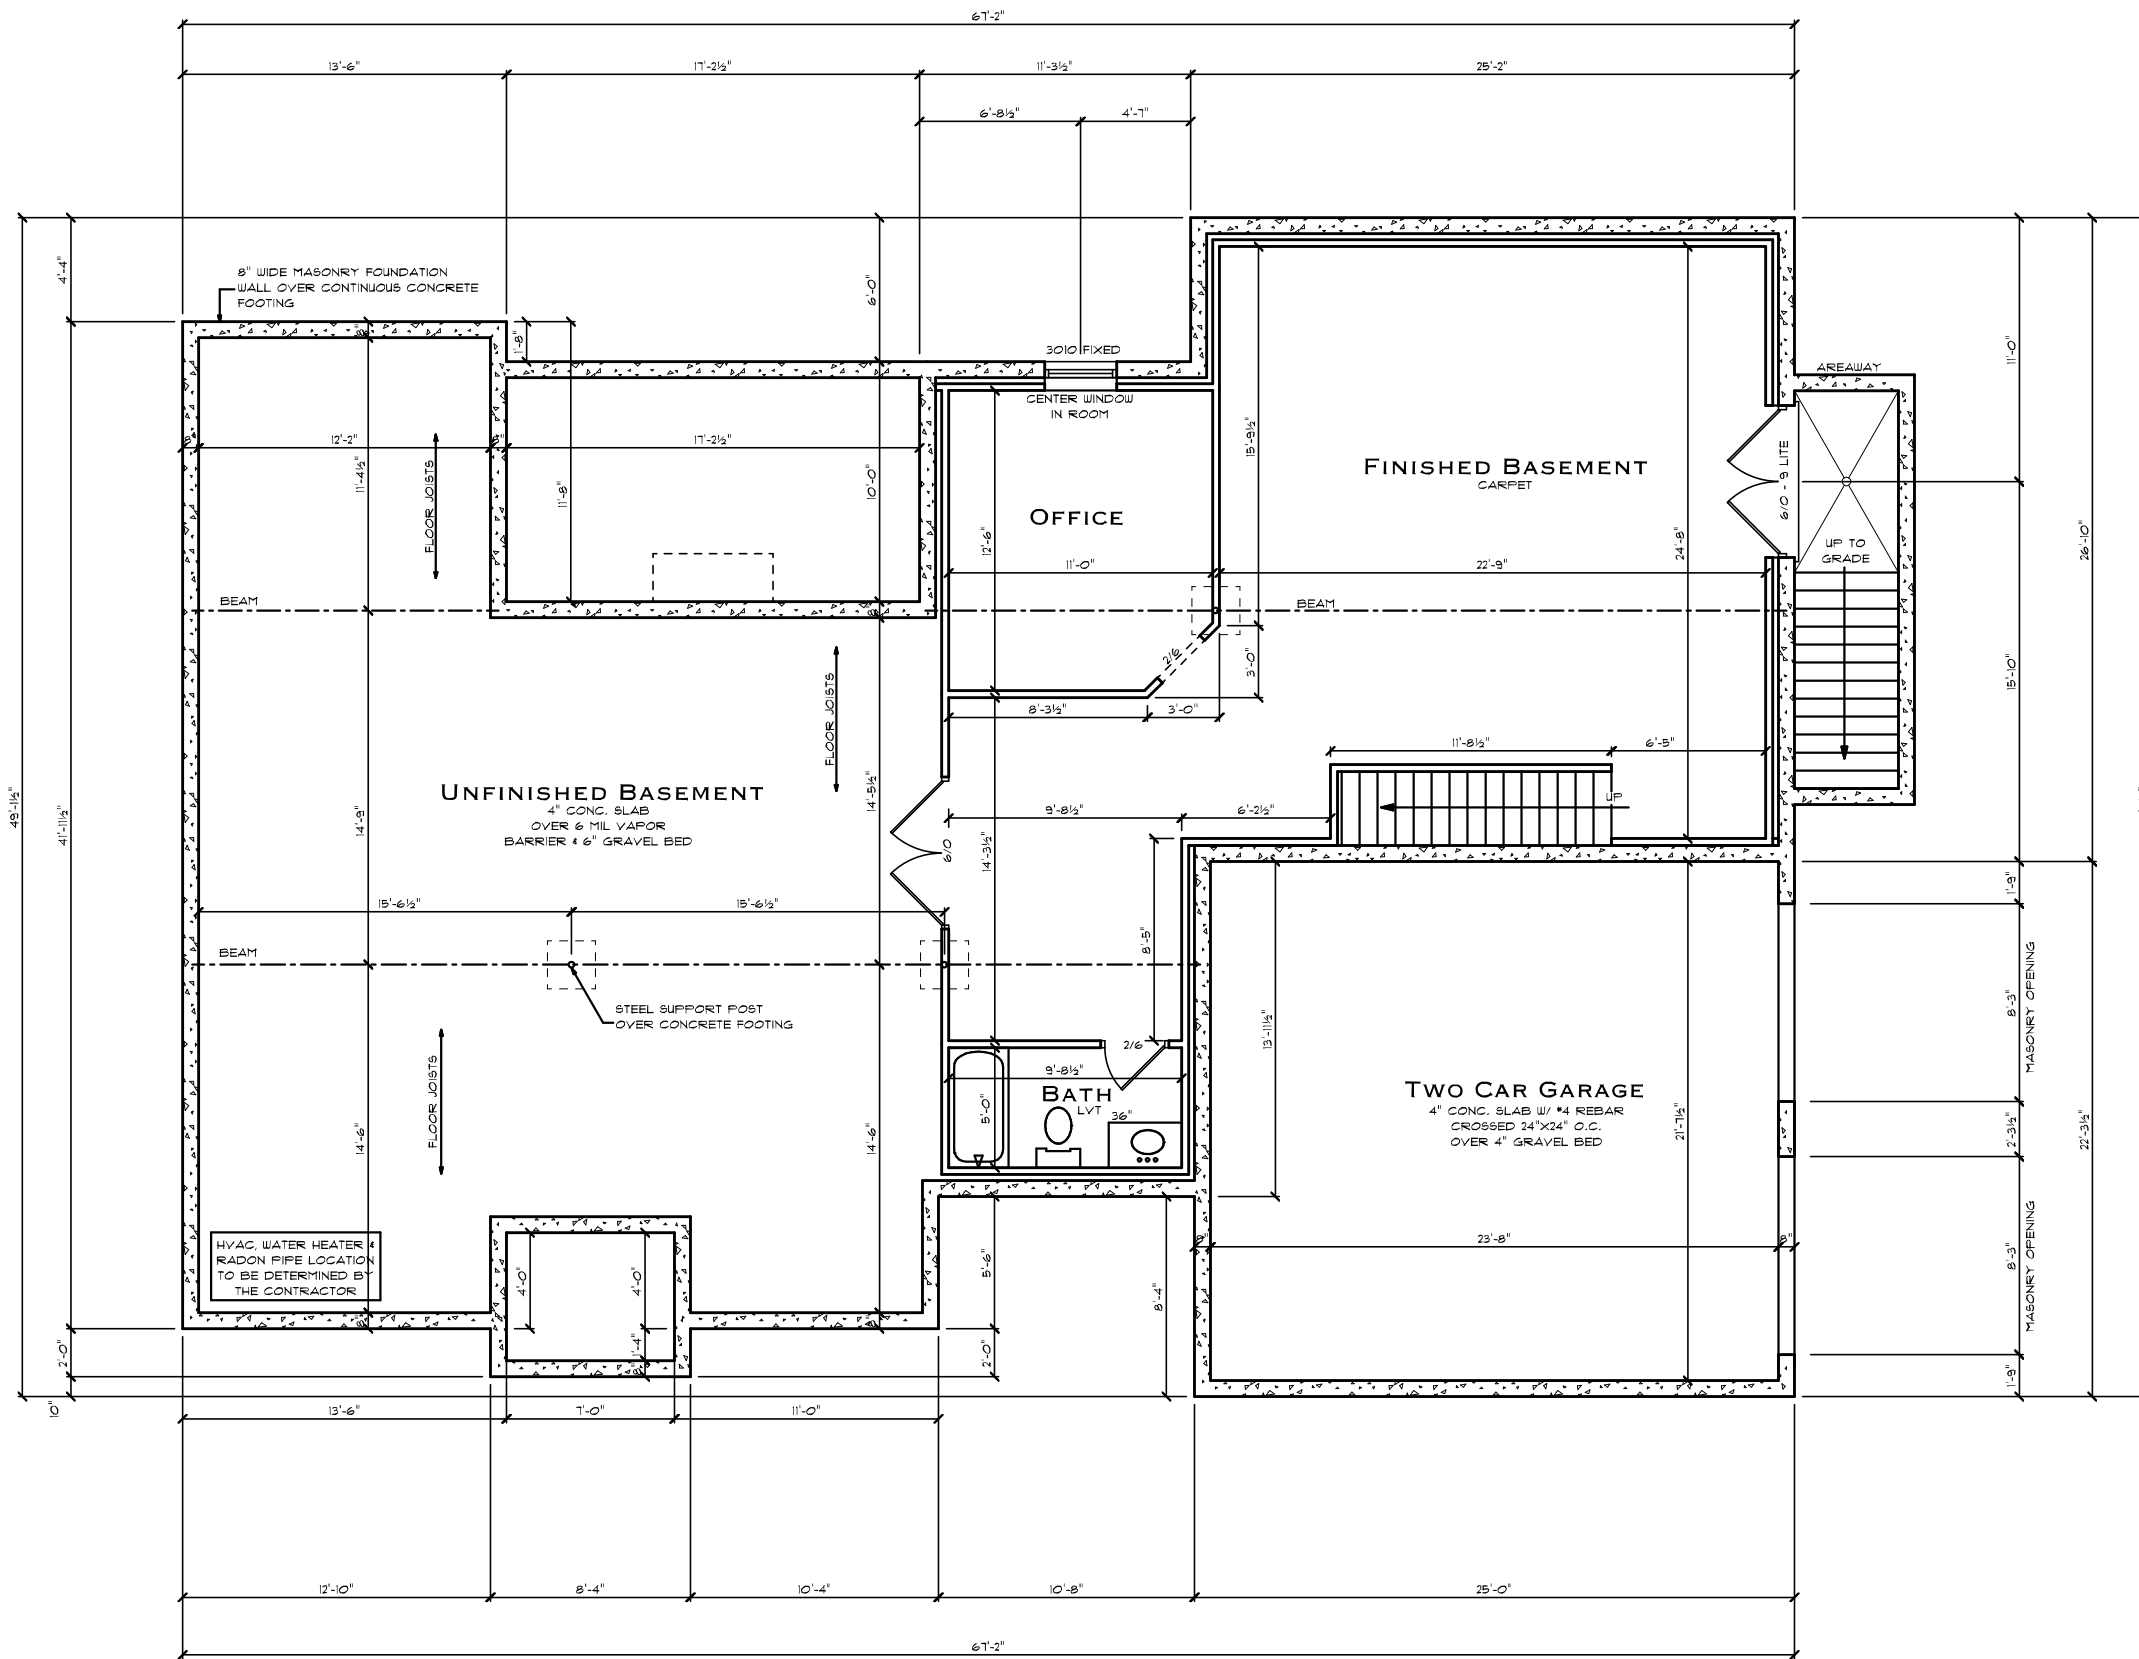 67'-2"
13'-6"
17'-2½"
11'-3½"
25'-2"
6'-8½"
4'-7"
4'-4"
8" WIDE MASONRY FOUNDATION
WALL OVER CONTINUOUS CONCRETE
FOOTING
6'-0"
11'-0"
8"
1'-8"
3010 FIXED
AREAWAY
CENTER WINDOW
IN ROOM
8"
12'-2"
8"
17'-2½"
11'-4½"
FLOOR JOISTS
11'-8"
10'-0"
15'-9½"
FINISHED BASEMENT
CARPET
6/0 - 9 LITE
OFFICE
12'-6"
24'-8"
26'-10"
UP TO
GRADE
11'-0"
22'-9"
BEAM
8"
BEAM
2/6
3'-0"
15'-10"
FLOOR JOISTS
8'-3½"
3'-0"
11'-8½"
6'-5"
UNFINISHED BASEMENT
4" CONC. SLAB
OVER 6 MIL VAPOR
BARRIER & 6" GRAVEL BED
14'-9"
14'-5½"
49'-1½"
41'-11½"
UP
9'-8½"
6'-2½"
6/0
14'-3½"
1'-9"
15'-6½"
15'-6½"
8'-5"
BEAM
STEEL SUPPORT POST
OVER CONCRETE FOOTING
13'-11½"
8'-3"
MASONRY OPENING
2/6
9'-8½"
BATH
LVT
36"
5'-0"
FLOOR JOISTS
14'-6"
14'-6"
TWO CAR GARAGE
4" CONC. SLAB W/ #4 REBAR
CROSSED 24"X24" O.C.
OVER 4" GRAVEL BED
21'-7½"
2'-3½"
22'-3½"
HVAC, WATER HEATER &
RADON PIPE LOCATION
TO BE DETERMINED BY
THE CONTRACTOR
4'-0"
4'-0"
5'-6"
8"
23'-8"
8"
8'-3"
MASONRY OPENING
8'-4"
8"
8"
2'-0"
1'-4"
8"
2'-0"
1'-9"
10"
13'-6"
7'-0"
11'-0"
12'-10"
8'-4"
10'-4"
10'-8"
25'-0"
67'-2"